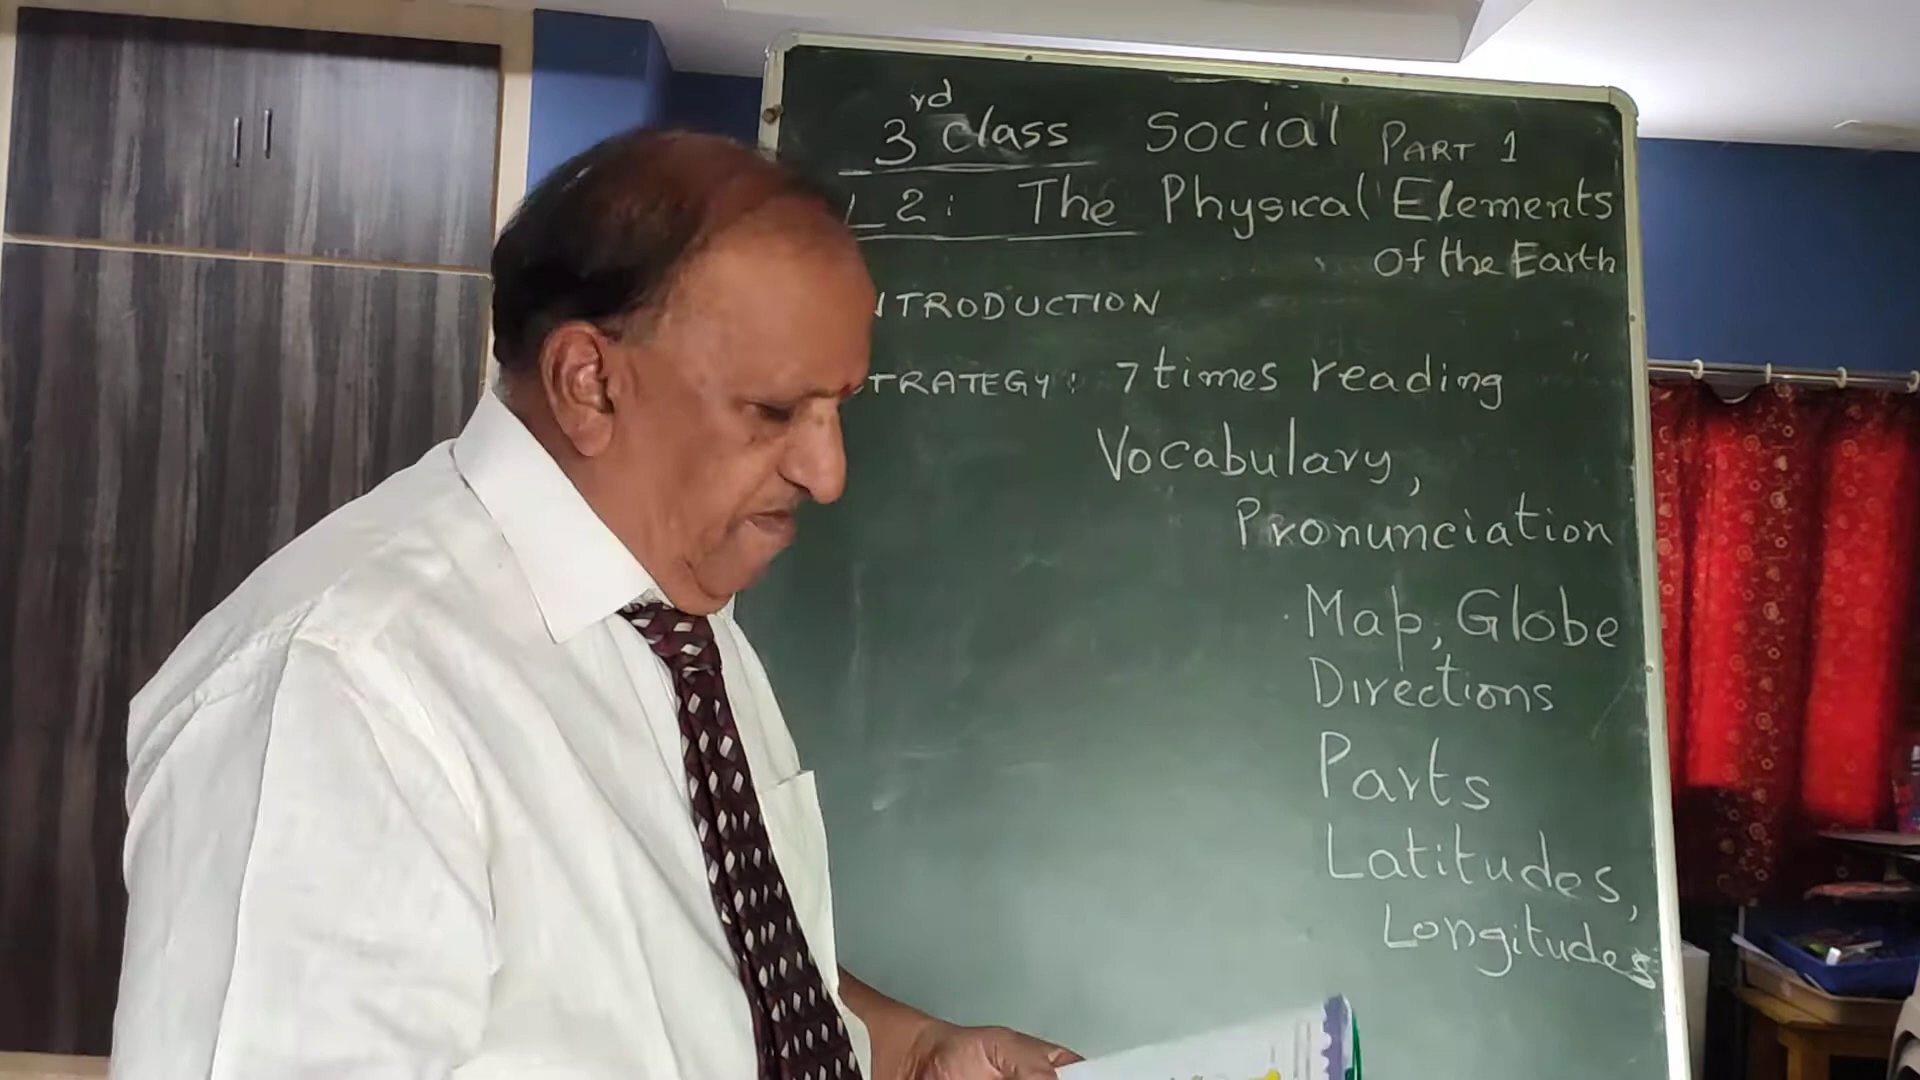 3rd class Social PART 1
L 2: The Physical Elements
Of the Earth
NTRODUCTION
TRATEGY: 7 times reading
Vocabulary,
Pronunciation
Map, Globe
Directions
Parts
Latitudes,
Longitudes